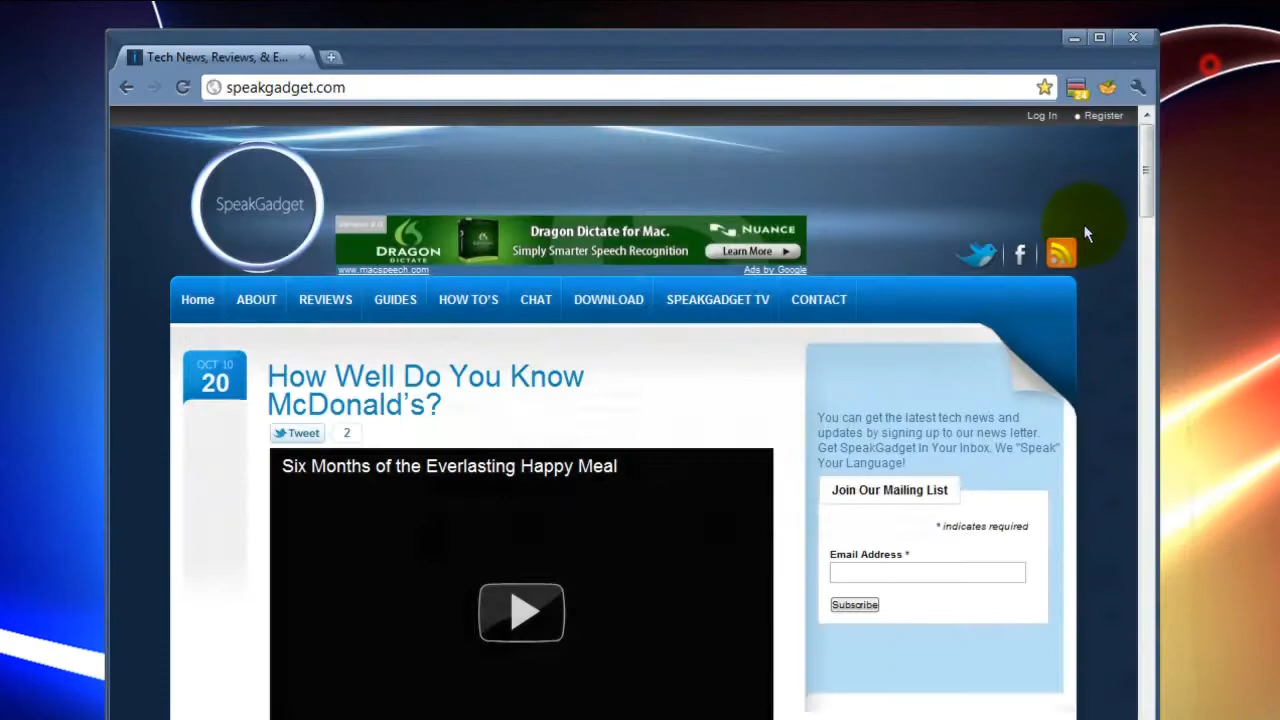 Tech News, Reviews, & E...
speakgadget.com
24
Log In
Register
SpeakGadget
DRAGON
DICTATE
Dragon Dictate for Mac.
Simply Smarter Speech Recognition
NUANCE
Learn More
www.macspeech.com
Ads by Google
Home
ABOUT
REVIEWS
GUIDES
HOW TO'S
CHAT
DOWNLOAD
SPEAKGADGET TV
CONTACT
OCT 10
20
How Well Do You Know
McDonald's?
Tweet
2
Six Months of the Everlasting Happy Meal
You can get the latest tech news and
updates by signing up to our news letter.
Get SpeakGadget In Your Inbox, We "Speak"
Your Language!
Join Our Mailing List
* indicates required
Email Address *
Subscribe